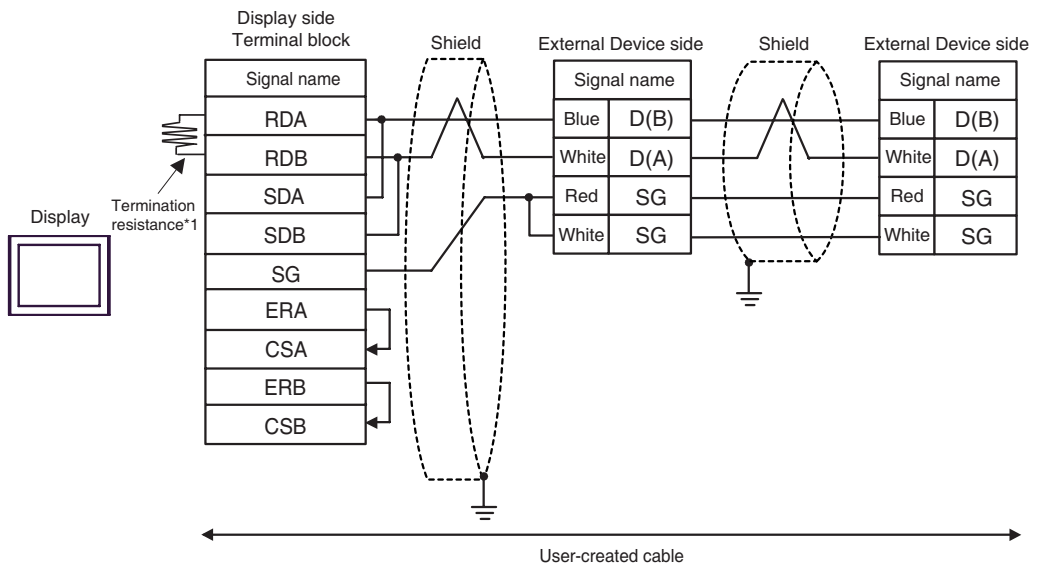 Display side
Terminal block
Shield
External Device side
Shield
External Device side
Signal name
Signal name
Signal name
RDA
Blue D(B)
Blue D(B)
RDB
White D(A)
White D(A)
SDA
Red SG
Red SG
SDB
White SG
White SG
SG
ERA
CSA
ERB
CSB
Termination
resistance*1
Display
User-created cable